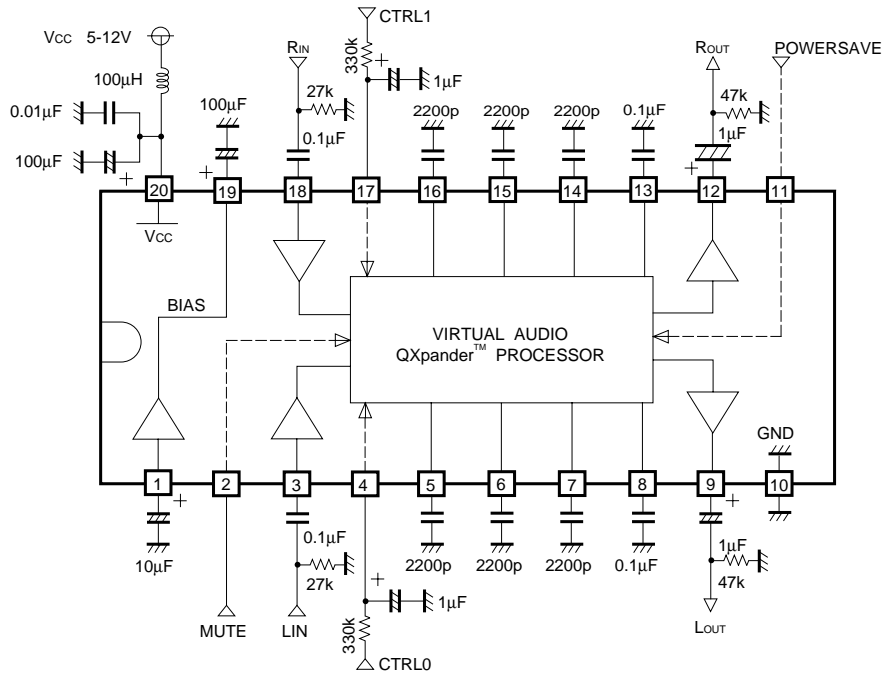 CTRL1
VCC 5-12V
RIN
ROUT
POWERSAVE
100μH
330k
1μF
27k
47k
0.01μF
100μF
0.1μF
2200p
2200p
2200p
0.1μF
1μF
100μF
20
19
18
17
16
15
14
13
12
11
VCC
BIAS
VIRTUAL AUDIO
QXpander™ PROCESSOR
GND
1
2
3
4
5
6
7
8
9
10
10μF
0.1μF
27k
2200p
2200p
2200p
0.1μF
1μF
47k
1μF
330k
MUTE
LIN
LOUT
CTRL0
+
+
+
+
+
+
+